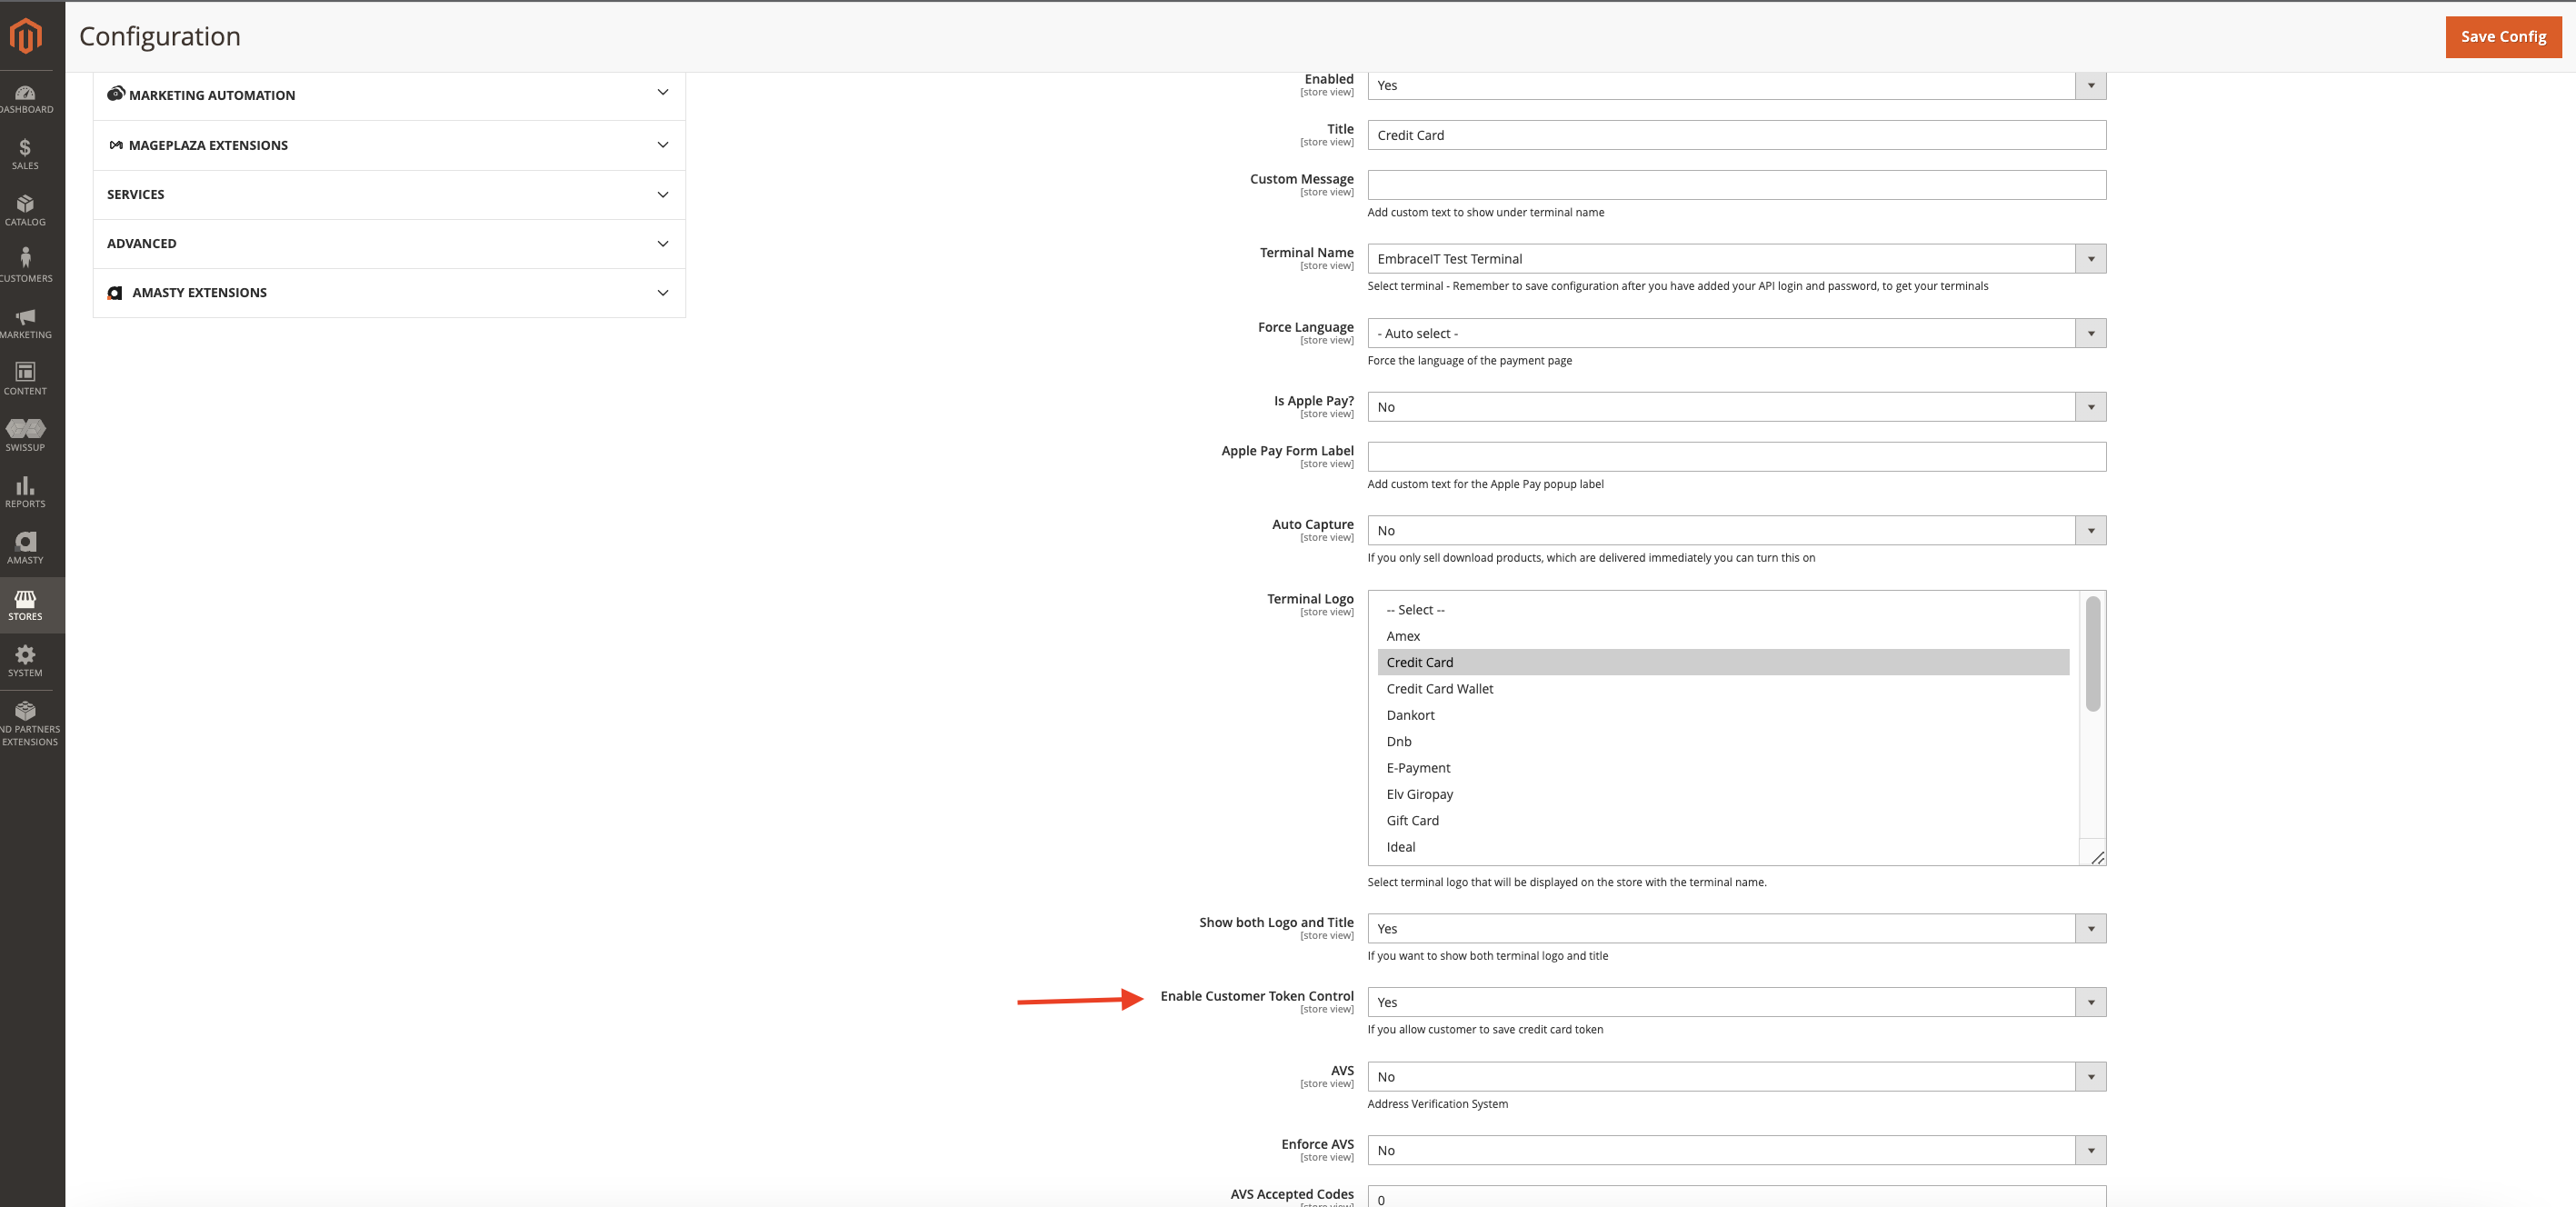 Configuration
Save Config
DASHBOARD
SALES
CATALOG
CUSTOMERS
MARKETING
CONTENT
SWISSUP
REPORTS
AMASTY
STORES
SYSTEM
ND PARTNERS
EXTENSIONS
MARKETING AUTOMATION
MAGEPLAZA EXTENSIONS
SERVICES
ADVANCED
AMASTY EXTENSIONS
Enabled
[store view]
Yes
Title
[store view]
Credit Card
Custom Message
[store view]
Add custom text to show under terminal name
Terminal Name
[store view]
EmbraceIT Test Terminal
Select terminal - Remember to save configuration after you have added your API login and password, to get your terminals
Force Language
[store view]
- Auto select -
Force the language of the payment page
Is Apple Pay?
[store view]
No
Apple Pay Form Label
[store view]
Add custom text for the Apple Pay popup label
Auto Capture
[store view]
No
If you only sell download products, which are delivered immediately you can turn this on
Terminal Logo
[store view]
-- Select --
Amex
Credit Card
Credit Card Wallet
Dankort
Dnb
E-Payment
Elv Giropay
Gift Card
Ideal
Select terminal logo that will be displayed on the store with the terminal name.
Show both Logo and Title
[store view]
Yes
If you want to show both terminal logo and title
Enable Customer Token Control
[store view]
Yes
If you allow customer to save credit card token
AVS
[store view]
No
Address Verification System
Enforce AVS
[store view]
No
AVS Accepted Codes
[store view]
0